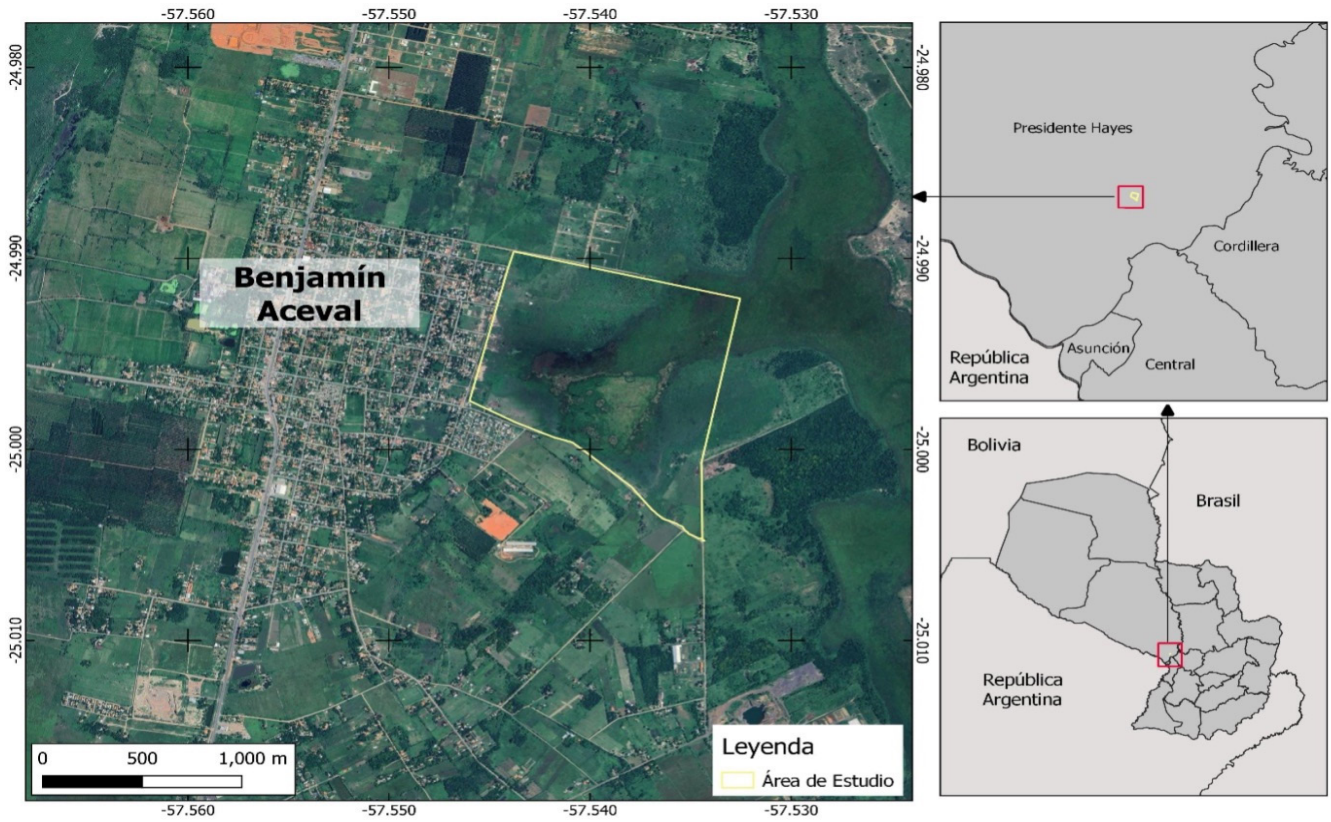 -57.560
-57.550
-57.540
-57.530
-24.980
-24.990
-25.000
-25.010
Benjamín
Aceval
0
500
1,000 m
Leyenda
Área de Estudio
-24.980
-24.990
-25.000
-25.010
-57.560
-57.550
-57.540
-57.530
Presidente Hayes
Cordillera
Asunción
Central
República
Argentina
Bolivia
Brasil
República
Argentina